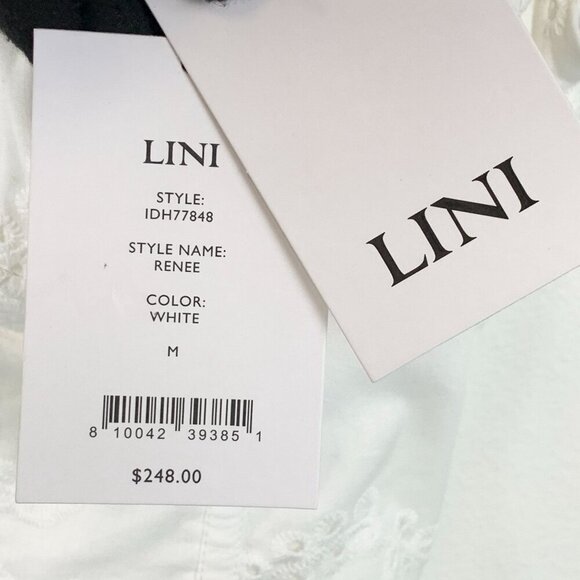 LINI
STYLE:
IDH77848
STYLE NAME:
RENEE
COLOR:
WHITE
M
8 10042 39385 1
$248.00
LINI